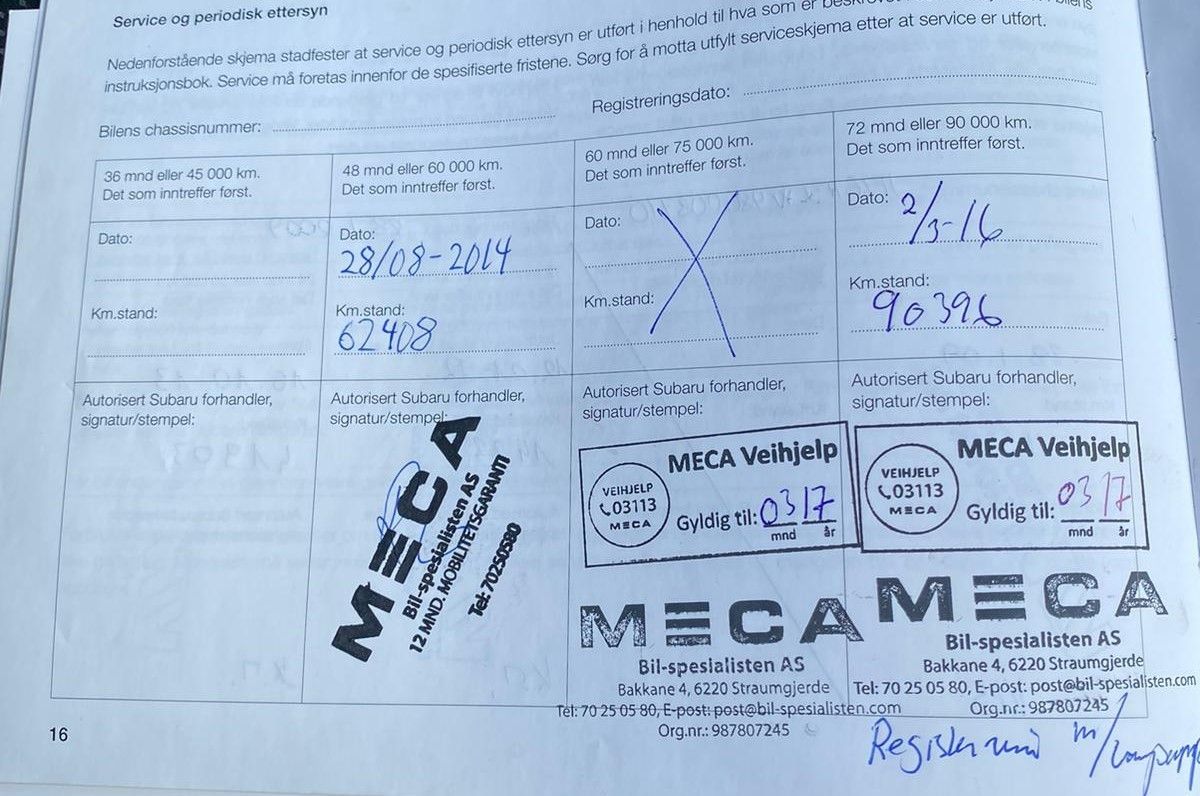 Service og periodisk ettersyn
Nedenforstående skjema stadfester at service og periodisk ettersyn er utført i henhold til hva som er beskrevet
instruksjonsbok. Service må foretas innenfor de spesifiserte fristene. Sørg for å motta utfylt serviceskjema etter at service er utført.
Bilens chassisnummer:
Registreringsdato:
36 mnd eller 45 000 km.
Det som inntreffer først.
Dato:
Km.stand:
Autorisert Subaru forhandler,
signatur/stempel:
48 mnd eller 60 000 km.
Det som inntreffer først.
Dato:
28/08-2014
Km.stand:
62408
Autorisert Subaru forhandler,
signatur/stempel:
MECA
Bil-spesialisten AS
12 MND. MOBILITETSGARANTI
Tel: 70250580
60 mnd eller 75 000 km.
Det som inntreffer først.
Dato:
Km.stand:
Autorisert Subaru forhandler,
signatur/stempel:
MECA Veihjelp
VEIHJELP
03113
MECA
Gyldig til: 03 17
mnd år
MECA
Bil-spesialisten AS
Bakkane 4, 6220 Straumgjerde
Tel: 70 25 05 80, E-post: post@bil-spesialisten.com
Org.nr.: 987807245
72 mnd eller 90 000 km.
Det som inntreffer først.
Dato: 2/3-16
Km.stand:
90396
Autorisert Subaru forhandler,
signatur/stempel:
MECA Veihjelp
VEIHJELP
03113
MECA
Gyldig til: 03 17
mnd år
MECA
Bil-spesialisten AS
Bakkane 4, 6220 Straumgjerde
Tel: 70 25 05 80, E-post: post@bil-spesialisten.com
Org.nr.: 987807245
16
m/